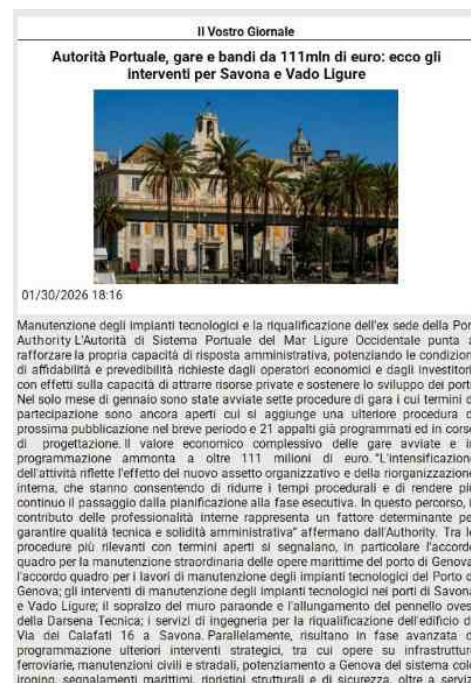 Il Vostro Giornale
Autorità Portuale, gare e bandi da 111mln di euro: ecco gli
interventi per Savona e Vado Ligure
01/30/2026 18:16
Manutenzione degli impianti tecnologici e la riqualificazione dell'ex sede della Por
Authority L'Autorità di Sistema Portuale del Mar Ligure Occidentale punta a
rafforzare la propria capacità di risposta amministrativa, potenziando le condizion
di affidabilità e prevedibilità richieste dagli operatori economici e dagli investitori
con effetti sulla capacità di attrarre risorse private e sostenere lo sviluppo dei porti
Nel solo mese di gennaio sono state avviate sette procedure di gara i cui termini d
partecipazione sono ancora aperti cui si aggiunge una ulteriore procedura d
prossima pubblicazione nel breve periodo e 21 appalti già programmati ed in corso
di progettazione. Il valore economico complessivo delle gare avviate e in
programmazione ammonta a oltre 111 milioni di euro. "L'intensificazione
dell'attività riflette l'effetto del nuovo assetto organizzativo e della riorganizzazione
interna, che stanno consentendo di ridurre i tempi procedurali e di rendere più
continuo il passaggio dalla pianificazione alla fase esecutiva. In questo percorso, i
contributo delle professionalità interne rappresenta un fattore determinante pe
garantire qualità tecnica e solidità amministrativa" affermano dall'Authority. Tra le
procedure più rilevanti con termini aperti si segnalano, in particolare l'accordo
quadro per la manutenzione straordinaria delle opere marittime del porto di Genova
l'accordo quadro per i lavori di manutenzione degli impianti tecnologici del Porto d
Genova; gli interventi di manutenzione degli impianti tecnologici nei porti di Savona
e Vado Ligure; il sopralzo del muro paraonde e l'allungamento del pennello oves
della Darsena Tecnica; i servizi di ingegneria per la riqualificazione dell'edificio d
Via dei Calafati 16 a Savona. Parallelamente, risultano in fase avanzata d
programmazione ulteriori interventi strategici, tra cui opere su infrastrutture
ferroviarie, manutenzioni civili e stradali, potenziamento a Genova del sistema cold
ironing, segnalamenti marittimi, ripristini strutturali e di sicurezza, oltre a servizi